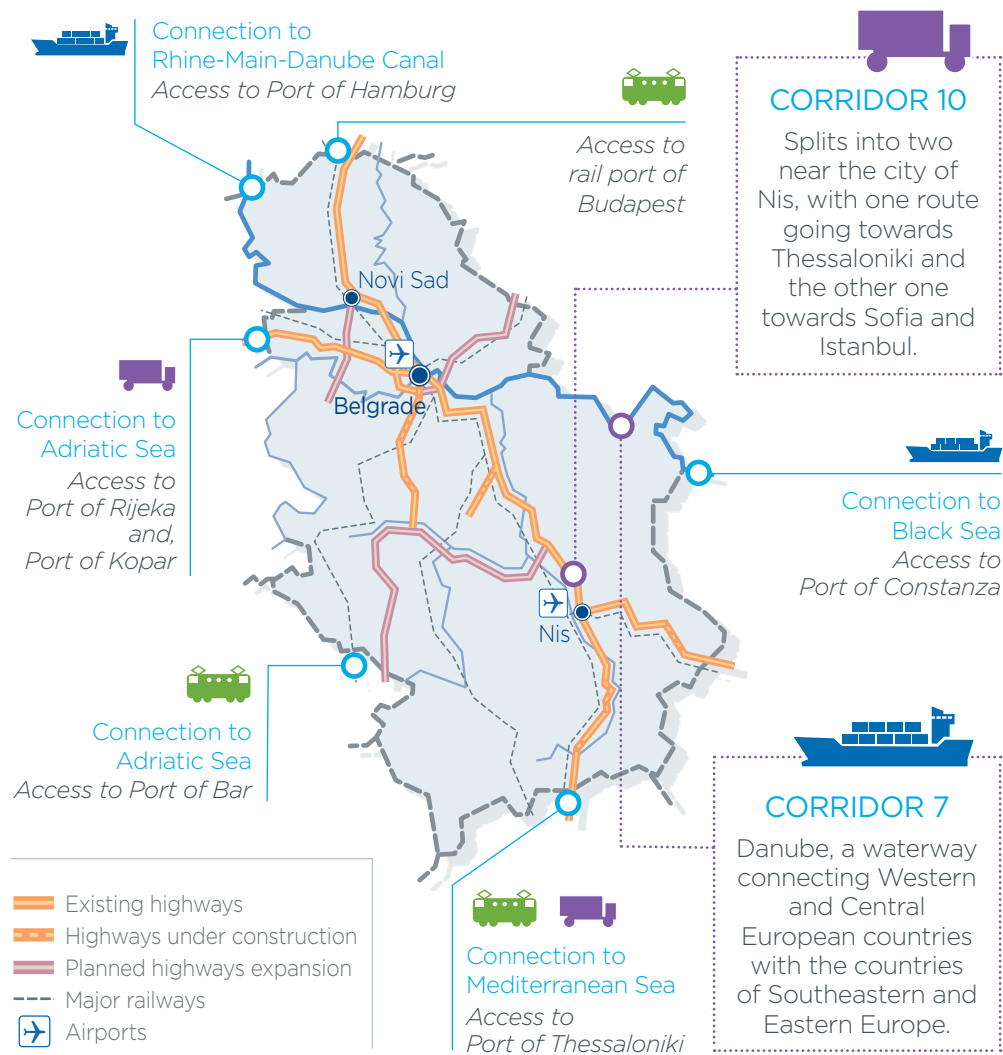 Connection to
Rhine-Main-Danube Canal
Access to Port of Hamburg
Access to
rail port of
Budapest
CORRIDOR 10
Splits into two
near the city of
Nis, with one route
going towards
Thessaloniki and
the other one
towards Sofia and
Istanbul.
Novi Sad
Belgrade
Nis
Connection to
Adriatic Sea
Access to
Port of Rijeka
and,
Port of Kopar
Connection to
Black Sea
Access to
Port of Constanza
Connection to
Adriatic Sea
Access to Port of Bar
CORRIDOR 7
Danube, a waterway
connecting Western
and Central
European countries
with the countries
of Southeastern and
Eastern Europe.
Existing highways
Highways under construction
Planned highways expansion
Major railways
Airports
Connection to
Mediterranean Sea
Access to
Port of Thessaloniki